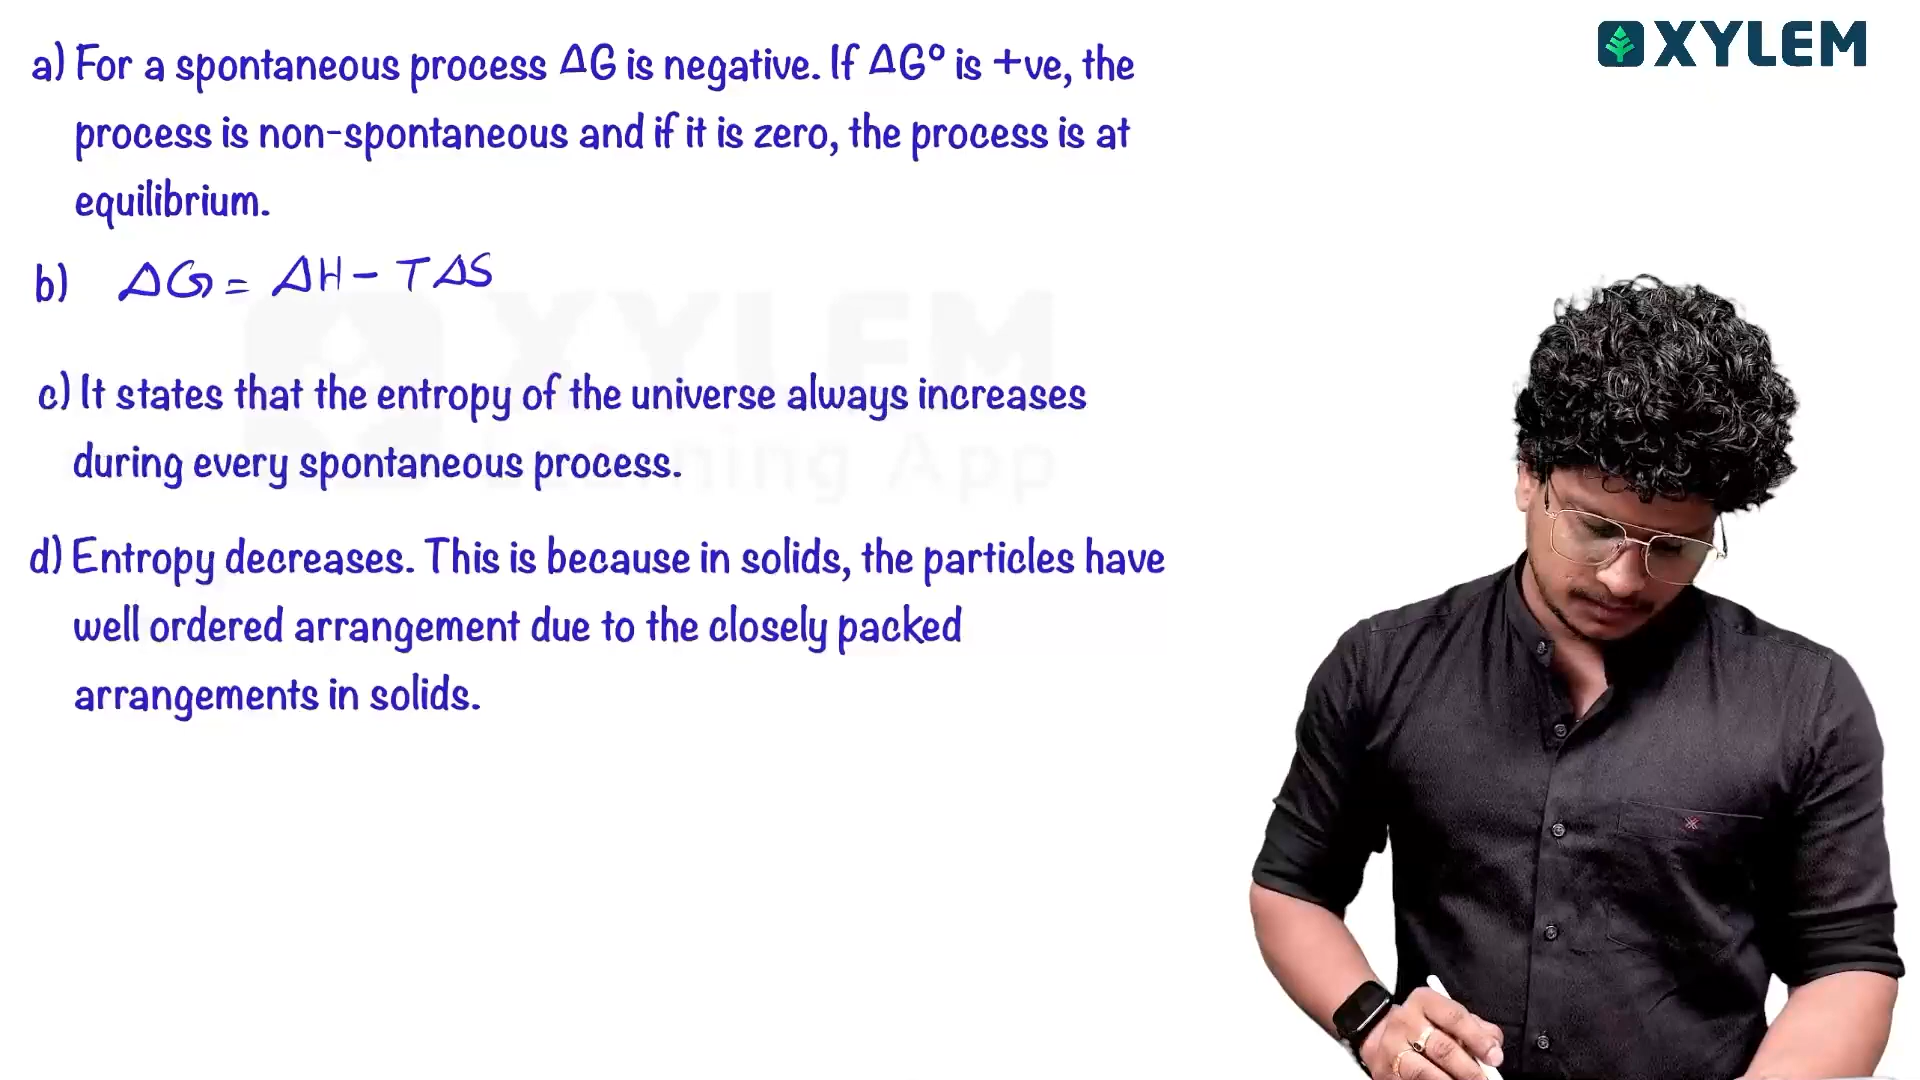 XYLEM
a) For a spontaneous process ΔG is negative. If ΔG° is +ve, the
process is non-spontaneous and if it is zero, the process is at
equilibrium.
b) ΔG = ΔH - TΔS
c) It states that the entropy of the universe always increases
during every spontaneous process.
d) Entropy decreases. This is because in solids, the particles have
well ordered arrangement due to the closely packed
arrangements in solids.
XYLEM
Learning App